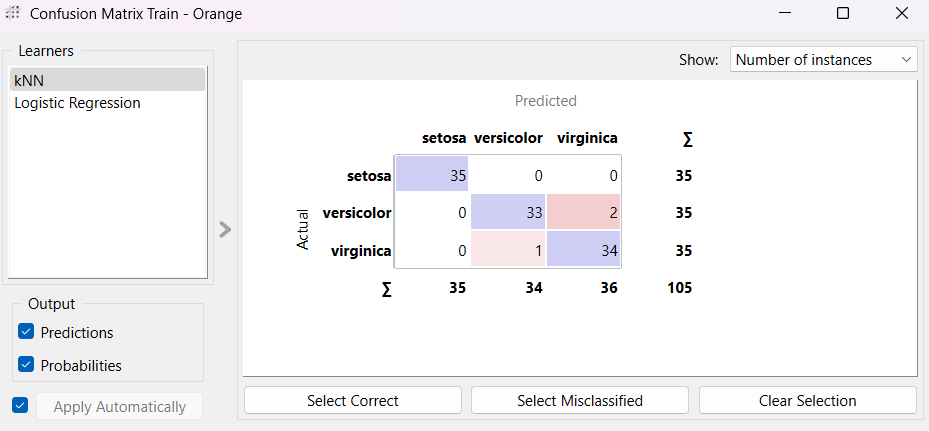 Confusion Matrix Train - Orange
Learners
kNN
Logistic Regression
Output
Predictions
Probabilities
Apply Automatically
Show: Number of instances
Predicted
setosa versicolor virginica ∑
Actual
setosa 35 0 0 35
versicolor 0 33 2 35
virginica 0 1 34 35
∑ 35 34 36 105
Select Correct Select Misclassified Clear Selection